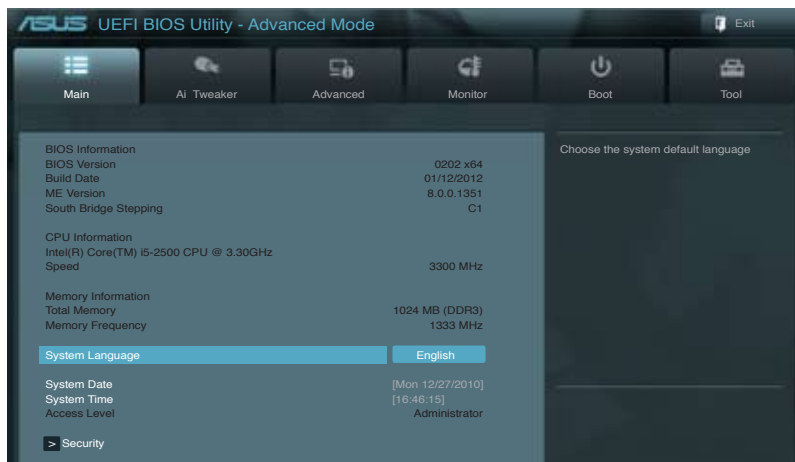 ASUS UEFI BIOS Utility - Advanced Mode
Exit
Main
Ai Tweaker
Advanced
Monitor
Boot
Tool
BIOS Information
BIOS Version 0202 x64
Build Date 01/12/2012
ME Version 8.0.0.1351
South Bridge Stepping C1
CPU Information
Intel(R) Core(TM) i5-2500 CPU @ 3.30GHz
Speed 3300 MHz
Memory Information
Total Memory 1024 MB (DDR3)
Memory Frequency 1333 MHz
System Language English
System Date [Mon 12/27/2010]
System Time [16:46:15]
Access Level Administrator
> Security
Choose the system default language